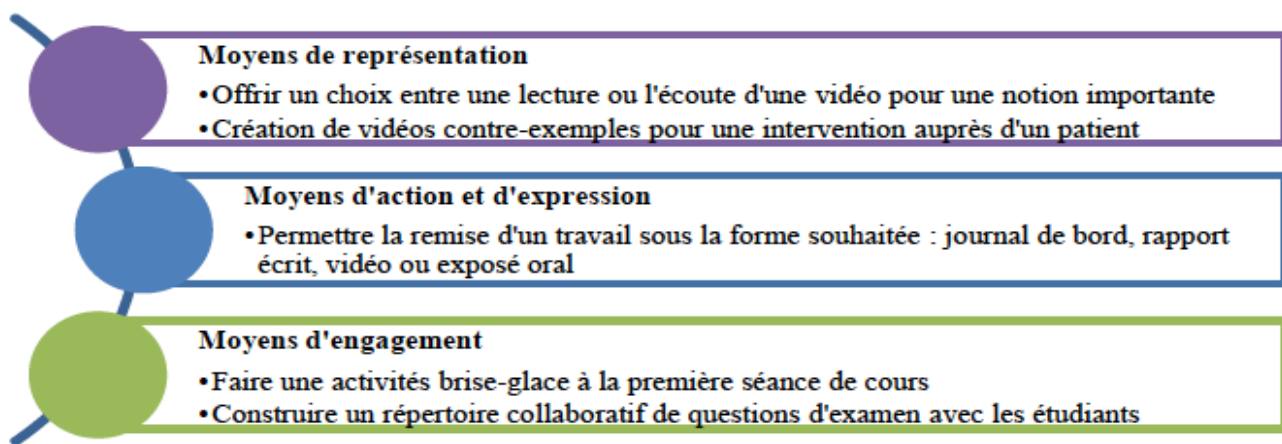 Moyens de représentation
•Offrir un choix entre une lecture ou l'écoute d'une vidéo pour une notion importante
•Création de vidéos contre-exemples pour une intervention auprès d'un patient
Moyens d'action et d'expression
•Permettre la remise d'un travail sous la forme souhaitée : journal de bord, rapport
écrit, vidéo ou exposé oral
Moyens d'engagement
•Faire une activités brise-glace à la première séance de cours
•Construire un répertoire collaboratif de questions d'examen avec les étudiants